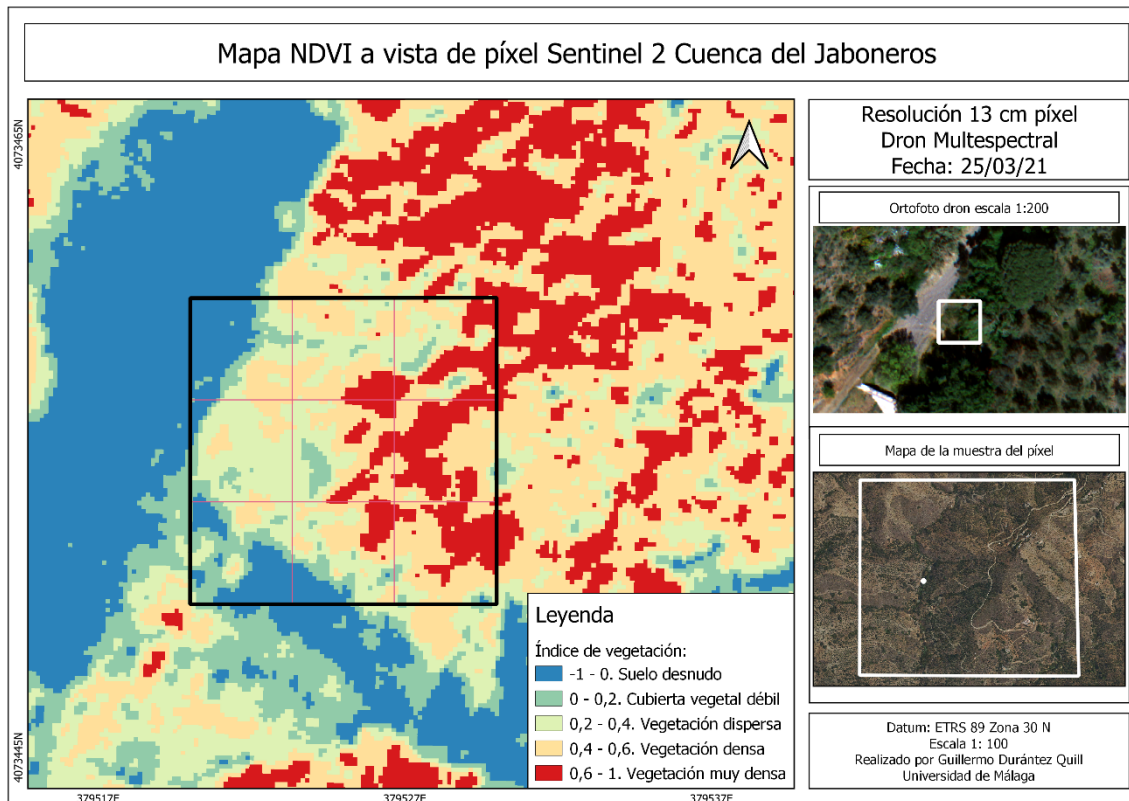 Mapa NDVI a vista de píxel Sentinel 2 Cuenca del Jaboneros
4073465N
4073445N
379517E
379527E
379537E
Leyenda
Índice de vegetación:
-1 - 0. Suelo desnudo
0 - 0,2. Cubierta vegetal débil
0,2 - 0,4. Vegetación dispersa
0,4 - 0,6. Vegetación densa
0,6 - 1. Vegetación muy densa
Resolución 13 cm píxel
Dron Multespectral
Fecha: 25/03/21
Ortofoto dron escala 1:200
Mapa de la muestra del píxel
Datum: ETRS 89 Zona 30 N
Escala 1: 100
Realizado por Guillermo Durántez Quill
Universidad de Málaga